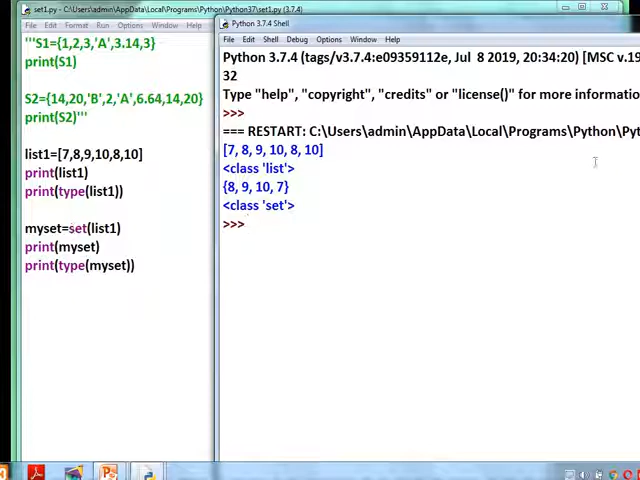 set1.py - C:\Users\admin\AppData\Local\Programs\Python\Python37\set1.py (3.7.4)
File Edit Format Run Options Window Help
'''S1={1,2,3,'A',3.14,3}
print(S1)
S2={14,20,'B',2,'A',6.64,14,20}
print(S2)'''
list1=[7,8,9,10,8,10]
print(list1)
print(type(list1))
myset=set(list1)
print(myset)
print(type(myset))
Python 3.7.4 Shell
File Edit Shell Debug Options Window Help
Python 3.7.4 (tags/v3.7.4:e09359112e, Jul 8 2019, 20:34:20) [MSC v.19
32
Type "help", "copyright", "credits" or "license()" for more informatio
>>>
=== RESTART: C:\Users\admin\AppData\Local\Programs\Python\Pyt
[7, 8, 9, 10, 8, 10]
<class 'list'>
{8, 9, 10, 7}
<class 'set'>
>>>